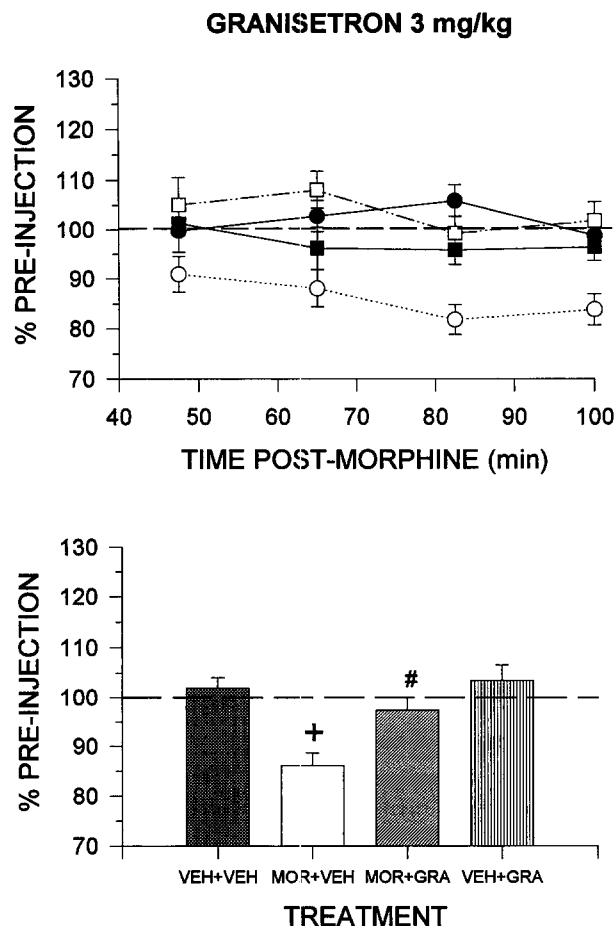 GRANISETRON 3 mg/kg
130
120
110
100
90
80
70
% PRE-INJECTION
40 50 60 70 80 90 100
TIME POST-MORPHINE (min)
130
120
110
100
90
80
70
% PRE-INJECTION
+
#
VEH+VEH MOR+VEH MOR+GRA VEH+GRA
TREATMENT